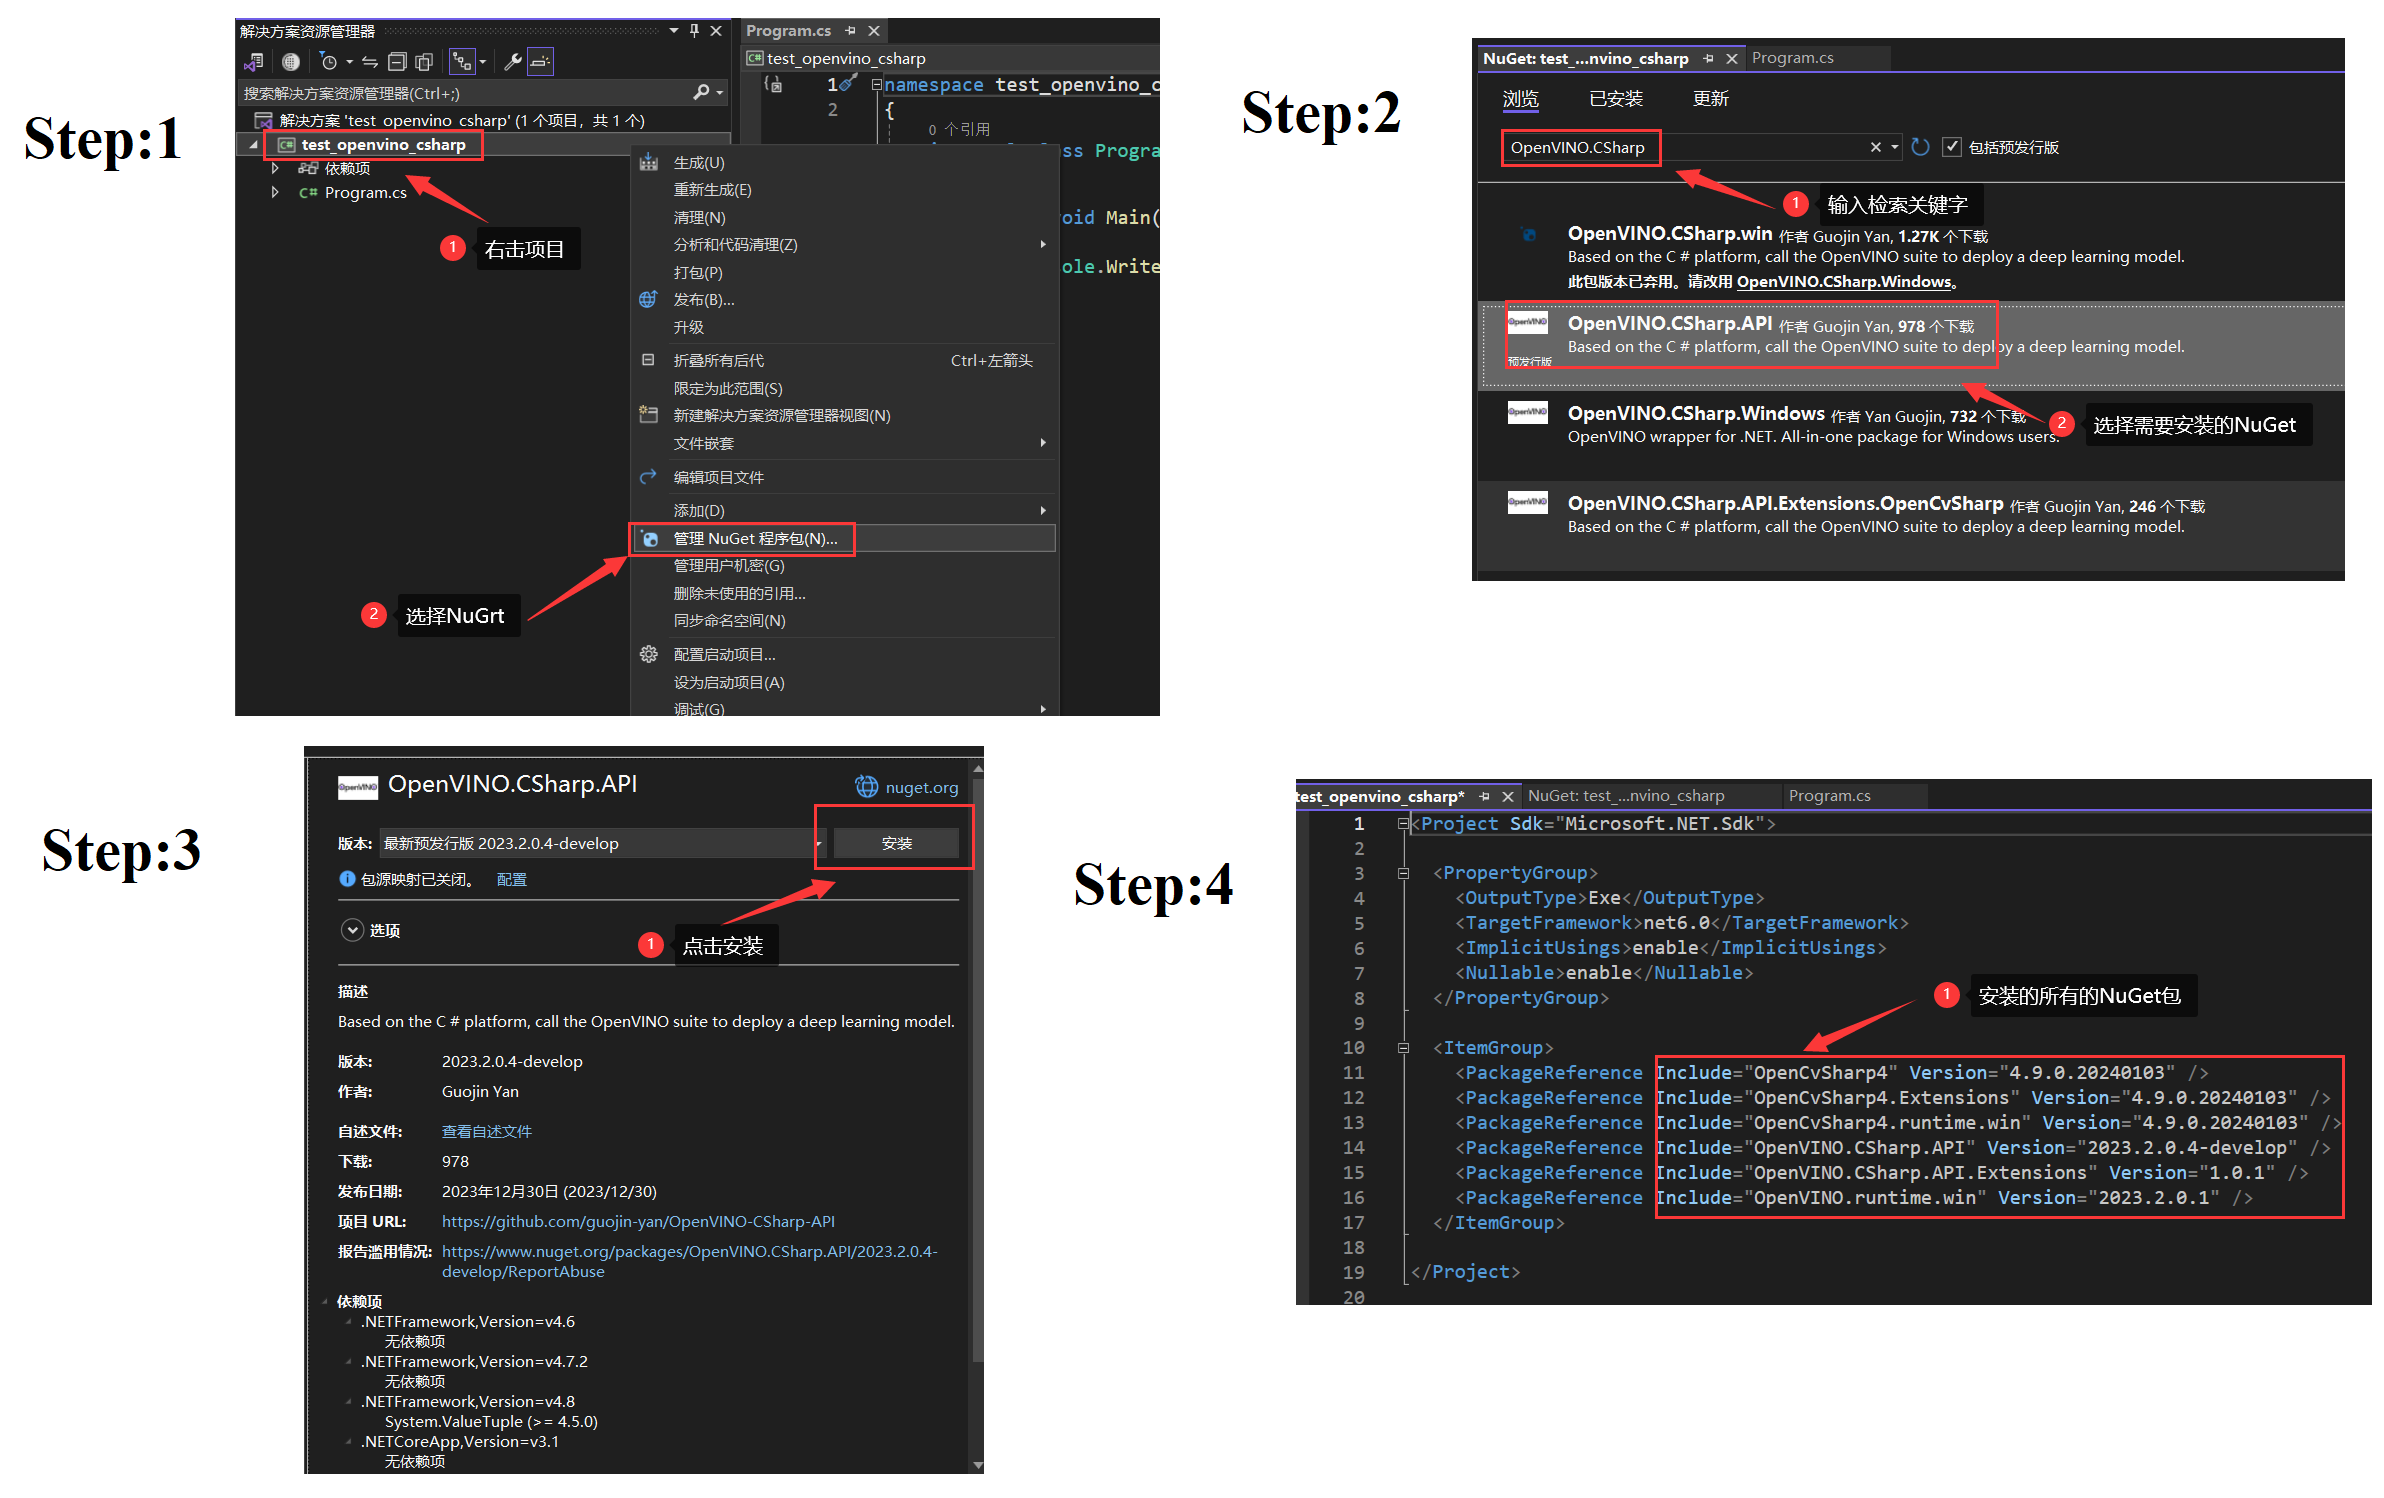 Step:1
解决方案资源管理器
搜索解决方案资源管理器(Ctrl+;)
解决方案 'test_openvino_csharp' (1 个项目，共 1 个)
test_openvino_csharp
依赖项
C# Program.cs
1 右击项目
2 选择NuGrt
生成(U)
重新生成(E)
清理(N)
分析和代码清理(Z)
打包(P)
发布(B)...
升级
折叠所有后代 Ctrl+左箭头
限定为此范围(S)
新建解决方案资源管理器视图(N)
文件嵌套
编辑项目文件
添加(D)
管理 NuGet 程序包(N)...
管理用户机密(G)
删除未使用的引用...
同步命名空间(N)
配置启动项目...
设为启动项目(A)
调试(G)
Program.cs
C# test_openvino_csharp
1 namespace test_openvino_c
2 {
0 个引用
ss Progra
oid Main(
ole.Write
Step:2
NuGet: test_...nvino_csharp Program.cs
浏览 已安装 更新
OpenVINO.CSharp 包括预发行版
1 输入检索关键字
OpenVINO.CSharp.win 作者 Guojin Yan, 1.27K 个下载
Based on the C # platform, call the OpenVINO suite to deploy a deep learning model.
此包版本已弃用。请改用 OpenVINO.CSharp.Windows。
OpenVINO OpenVINO.CSharp.API 作者 Guojin Yan, 978 个下载
Based on the C # platform, call the OpenVINO suite to deploy a deep learning model.
预发行版
OpenVINO OpenVINO.CSharp.Windows 作者 Yan Guojin, 732 个下载
OpenVINO wrapper for .NET. All-in-one package for Windows users.
2 选择需要安装的NuGet
OpenVINO OpenVINO.CSharp.API.Extensions.OpenCvSharp 作者 Guojin Yan, 246 个下载
Based on the C # platform, call the OpenVINO suite to deploy a deep learning model.
Step:3
OpenVINO OpenVINO.CSharp.API nuget.org
版本: 最新预发行版 2023.2.0.4-develop 安装
包源映射已关闭。 配置
选项
1 点击安装
描述
Based on the C # platform, call the OpenVINO suite to deploy a deep learning model.
版本: 2023.2.0.4-develop
作者: Guojin Yan
自述文件: 查看自述文件
下载: 978
发布日期: 2023年12月30日 (2023/12/30)
项目 URL: https://github.com/guojin-yan/OpenVINO-CSharp-API
报告滥用情况: https://www.nuget.org/packages/OpenVINO.CSharp.API/2023.2.0.4-
develop/ReportAbuse
依赖项
.NETFramework,Version=v4.6
无依赖项
.NETFramework,Version=v4.7.2
无依赖项
.NETFramework,Version=v4.8
System.ValueTuple (>= 4.5.0)
.NETCoreApp,Version=v3.1
无依赖项
Step:4
test_openvino_csharp* NuGet: test_...nvino_csharp Program.cs
1 <Project Sdk="Microsoft.NET.Sdk">
2
3 <PropertyGroup>
4 <OutputType>Exe</OutputType>
5 <TargetFramework>net6.0</TargetFramework>
6 <ImplicitUsings>enable</ImplicitUsings>
7 <Nullable>enable</Nullable>
8 </PropertyGroup>
1 安装的所有的NuGet包
9
10 <ItemGroup>
11 <PackageReference Include="OpenCvSharp4" Version="4.9.0.20240103" />
12 <PackageReference Include="OpenCvSharp4.Extensions" Version="4.9.0.20240103" />
13 <PackageReference Include="OpenCvSharp4.runtime.win" Version="4.9.0.20240103" />
14 <PackageReference Include="OpenVINO.CSharp.API" Version="2023.2.0.4-develop" />
15 <PackageReference Include="OpenVINO.CSharp.API.Extensions" Version="1.0.1" />
16 <PackageReference Include="OpenVINO.runtime.win" Version="2023.2.0.1" />
17 </ItemGroup>
18
19 </Project>
20